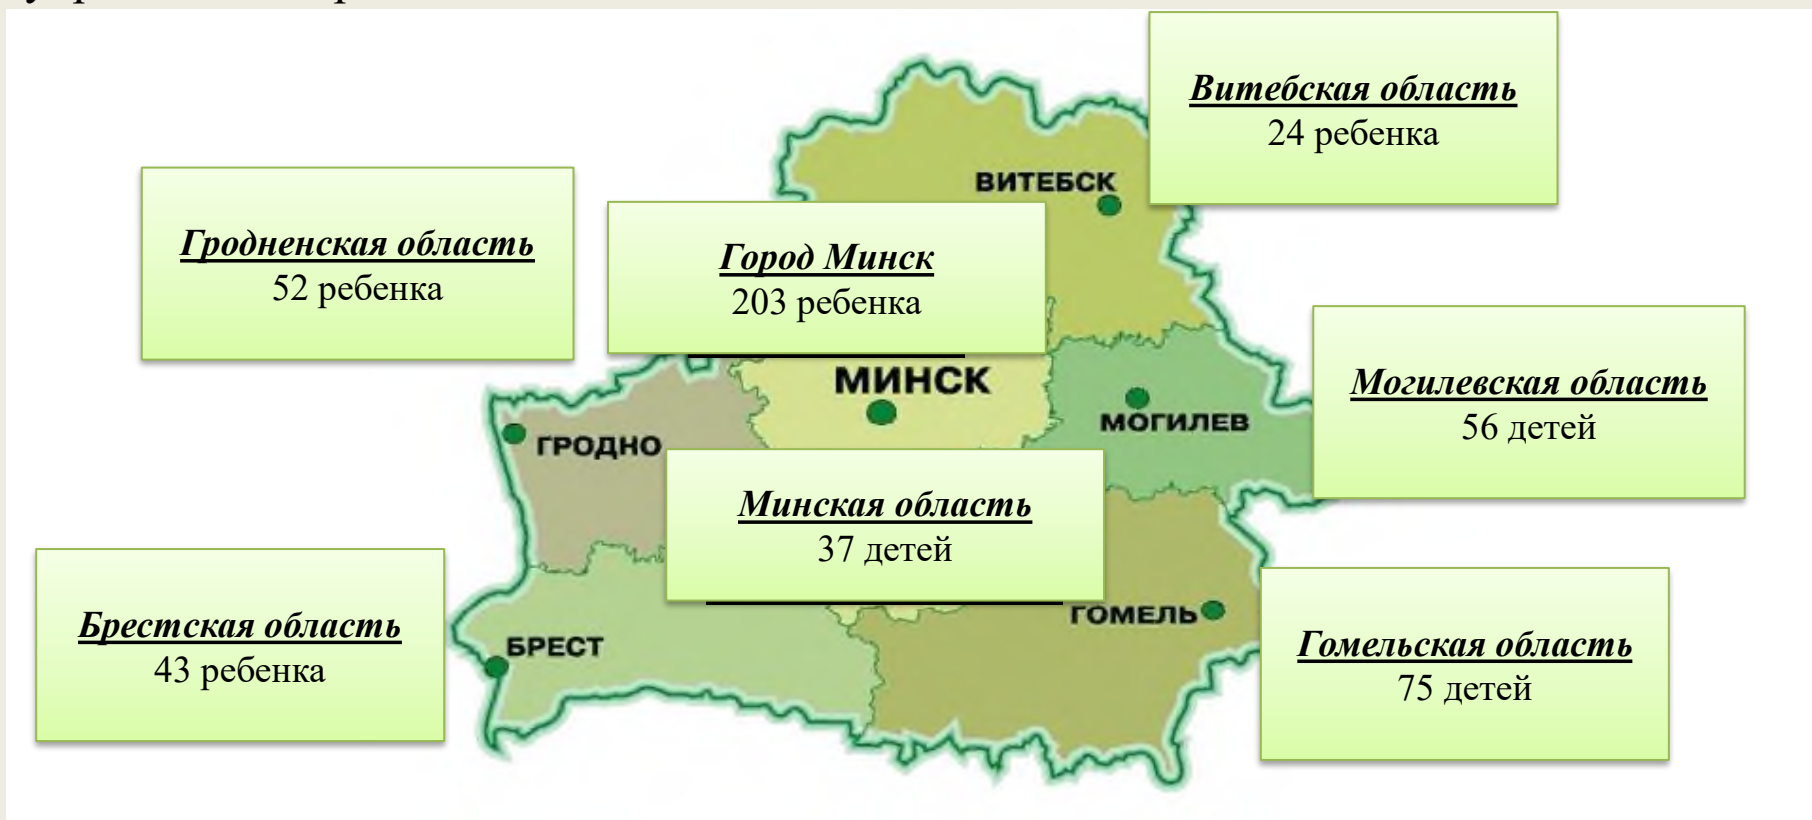 Витебская область
24 ребенка
ВИТЕБСК
Гродненская область
52 ребенка
Город Минск
203 ребенка
МИНСК
Могилевская область
56 детей
МОГИЛЕВ
ГРОДНО
Минская область
37 детей
Брестская область
43 ребенка
БРЕСТ
ГОМЕЛЬ
Гомельская область
75 детей